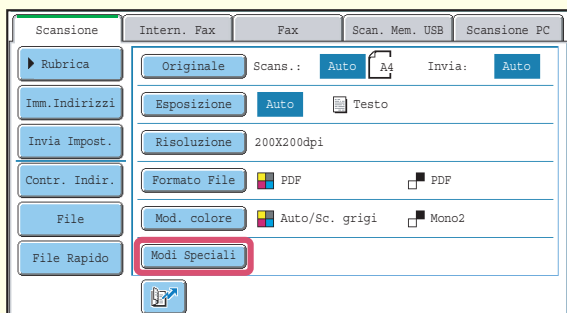 Scansione Intern. Fax Fax Scan. Mem. USB Scansione PC
Rubrica Originale Scans.: Auto A4 Invia: Auto
Imm.Indirizzi Esposizione Auto Testo
Invia Impost. Risoluzione 200X200dpi
Contr. Indir. Formato File PDF PDF
File Mod. colore Auto/Sc. grigi Mono2
File Rapido Modi Speciali